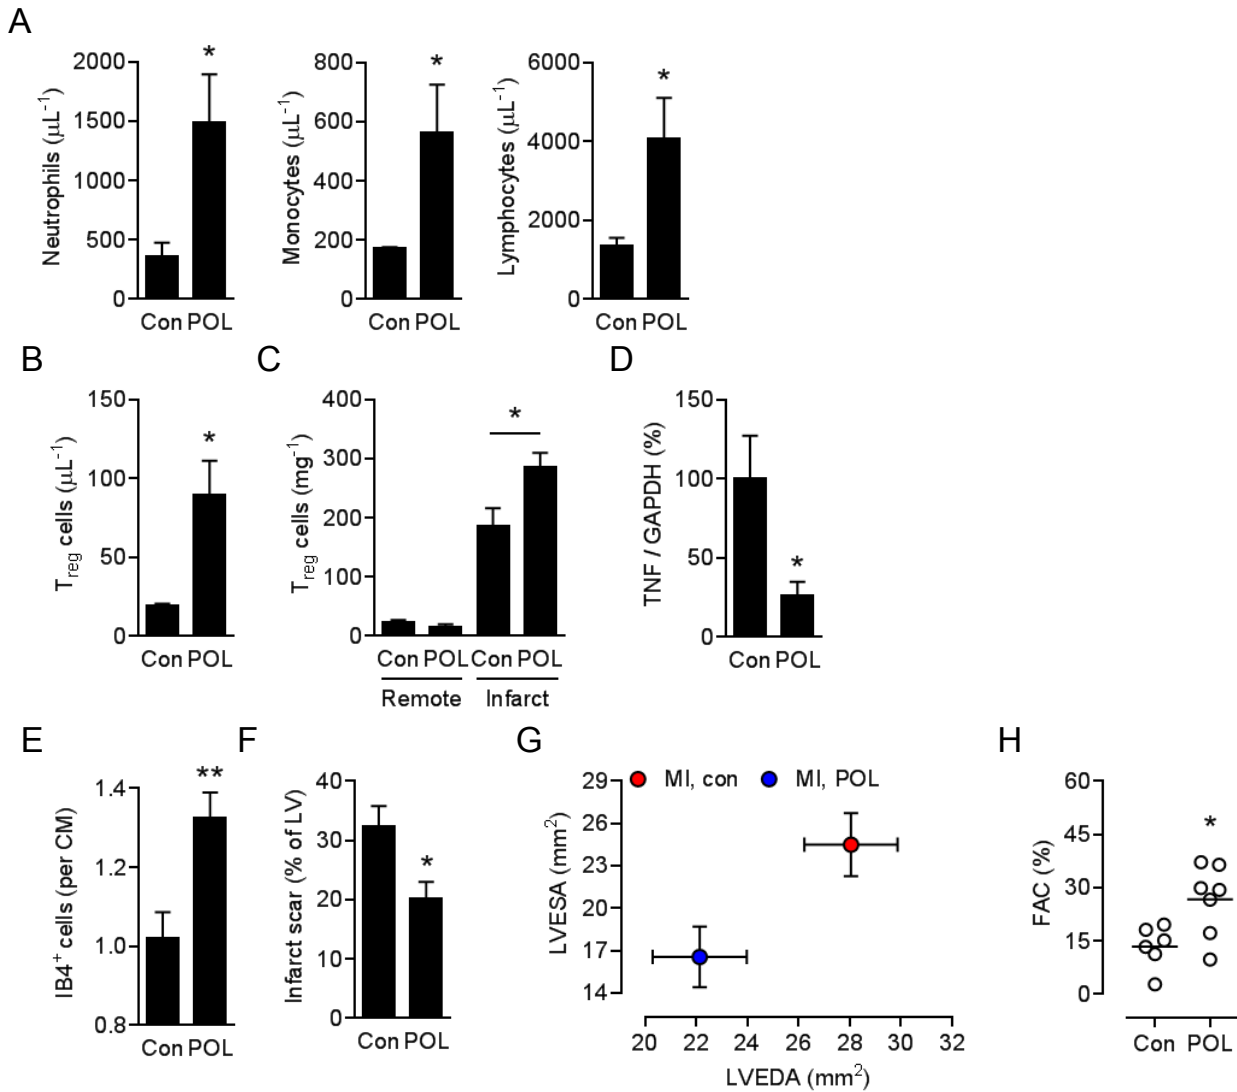 A
Neutrophils (µL⁻¹)
2000
1500
1000
500
0
*
Con POL
Monocytes (µL⁻¹)
800
600
400
200
0
*
Con POL
Lymphocytes (µL⁻¹)
6000
4000
2000
0
*
Con POL
B
Treg cells (µL⁻¹)
150
100
50
0
*
Con POL
C
Treg cells (mg⁻¹)
400
300
200
100
0
*
Con POL Con POL
Remote Infarct
D
TNF / GAPDH (%)
150
100
50
0
*
Con POL
E
IB4⁺ cells (per CM)
1.4
1.2
1.0
0.8
**
Con POL
F
Infarct scar (% of LV)
40
30
20
10
0
*
Con POL
G
MI, con MI, POL
LVESA (mm²)
29
26
23
20
17
14
20 22 24 26 28 30 32
LVEDA (mm²)
H
FAC (%)
60
45
30
15
0
*
Con POL